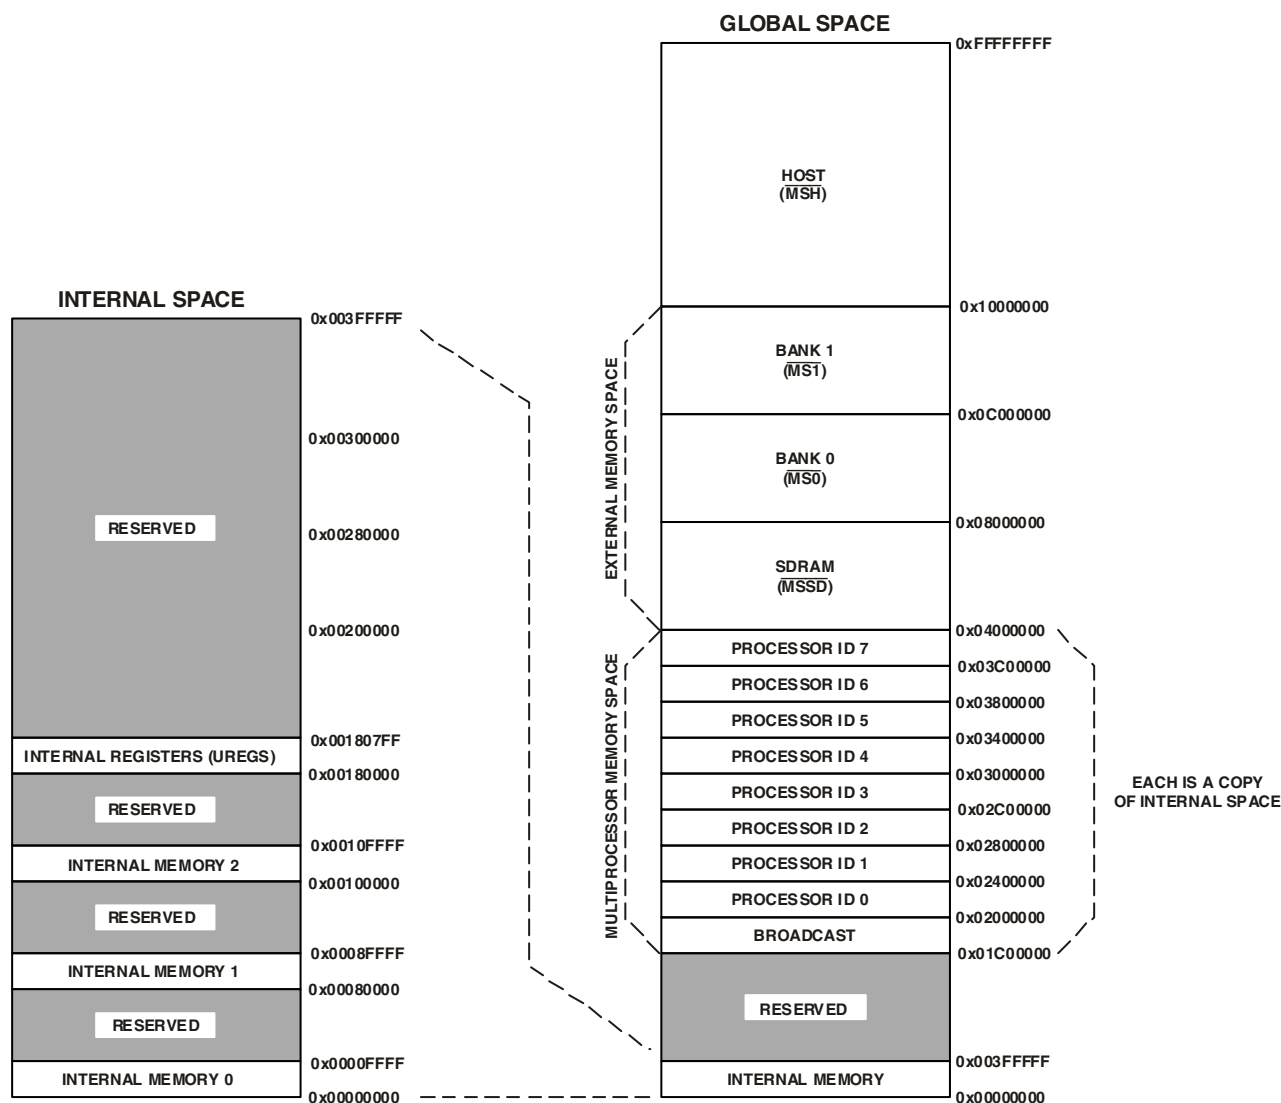 GLOBAL SPACE
0xFFFFFFFF
HOST
(MSH)
0x10000000
BANK 1
(MS1)
0x0C000000
BANK 0
(MS0)
0x08000000
SDRAM
(MSSD)
0x04000000
PROCESSOR ID 7
0x03C00000
PROCESSOR ID 6
0x03800000
PROCESSOR ID 5
0x03400000
PROCESSOR ID 4
0x03000000
PROCESSOR ID 3
0x02C00000
PROCESSOR ID 2
0x02800000
PROCESSOR ID 1
0x02400000
PROCESSOR ID 0
0x02000000
BROADCAST
0x01C00000
RESERVED
0x003FFFFF
INTERNAL MEMORY
0x00000000
EXTERNAL MEMORY SPACE
MULTIPROCESSOR MEMORY SPACE
EACH IS A COPY
OF INTERNAL SPACE
INTERNAL SPACE
0x003FFFFF
0x00300000
RESERVED
0x00280000
0x00200000
0x001807FF
INTERNAL REGISTERS (UREGS)
0x00180000
RESERVED
0x0010FFFF
INTERNAL MEMORY 2
0x00100000
RESERVED
0x0008FFFF
INTERNAL MEMORY 1
0x00080000
RESERVED
0x0000FFFF
INTERNAL MEMORY 0
0x00000000